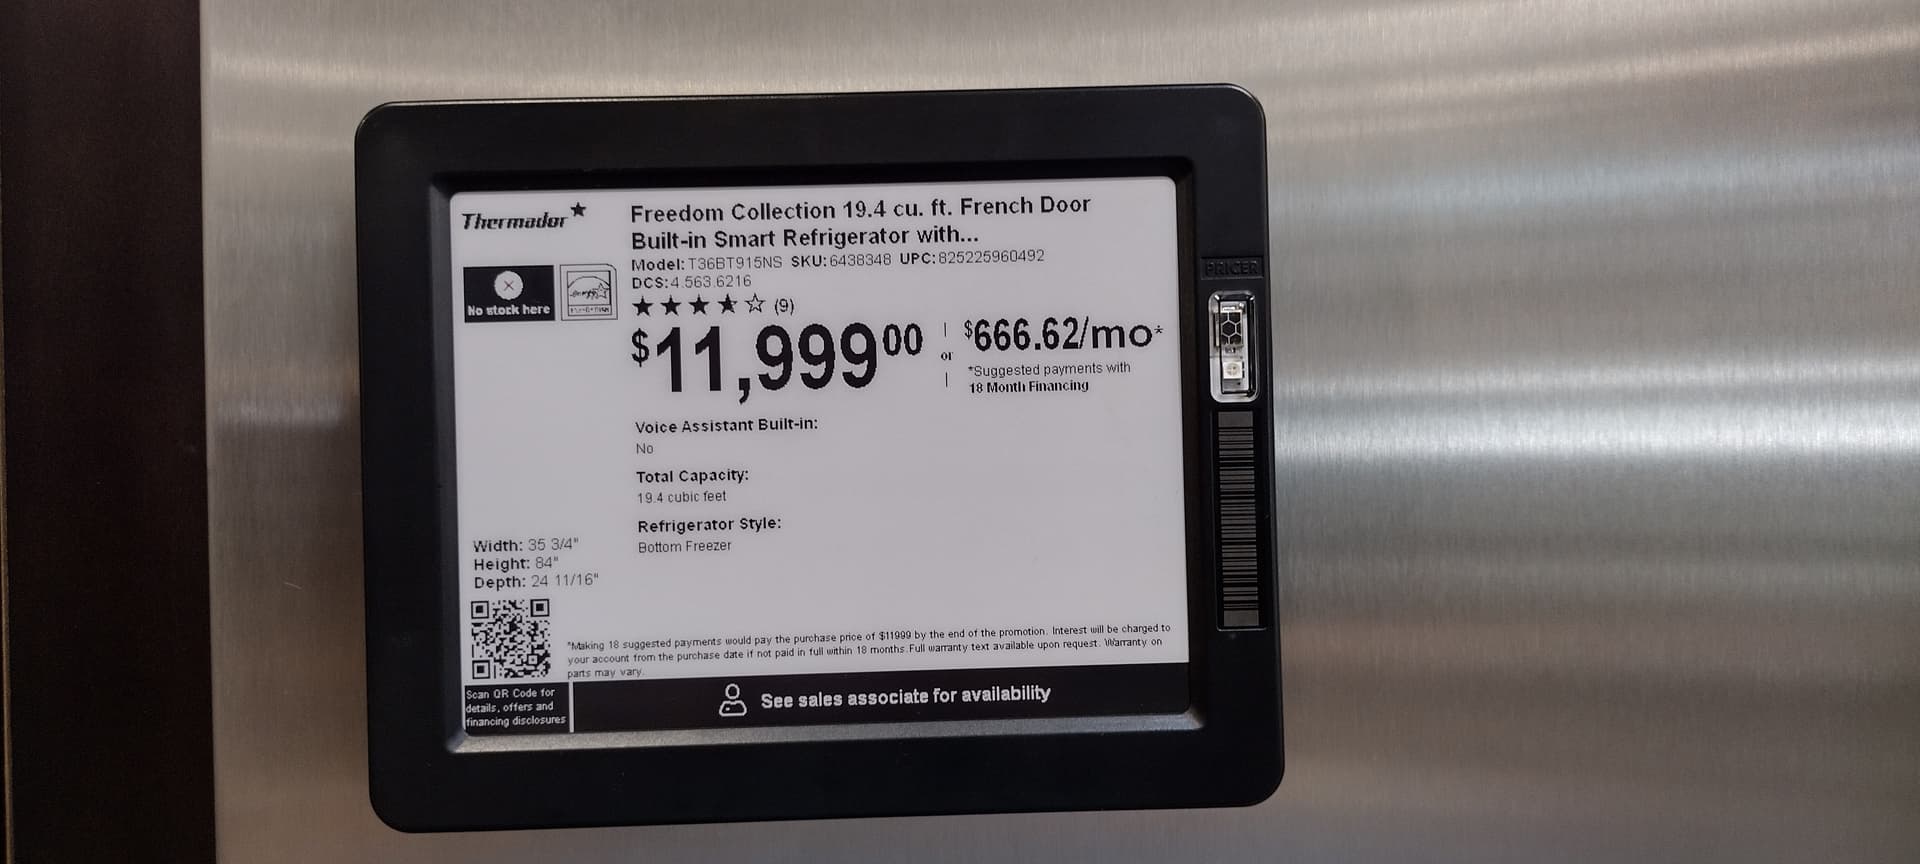 Thermador
Freedom Collection 19.4 cu. ft. French Door
Built-in Smart Refrigerator with...
Model: T36BT915NS SKU: 6438348 UPC: 825225960492
DCS: 4.563.6216
No stock here
(9)
$11,99900 or $666.62/mo*
*Suggested payments with
18 Month Financing
Voice Assistant Built-in:
No
Total Capacity:
19.4 cubic feet
Refrigerator Style:
Bottom Freezer
Width: 35 3/4"
Height: 84"
Depth: 24 11/16"
*Making 18 suggested payments would pay the purchase price of $11999 by the end of the promotion. Interest will be charged to
your account from the purchase date if not paid in full within 18 months.Full warranty text available upon request. Warranty on
parts may vary.
Scan QR Code for
details, offers and
financing disclosures
See sales associate for availability
PRICER